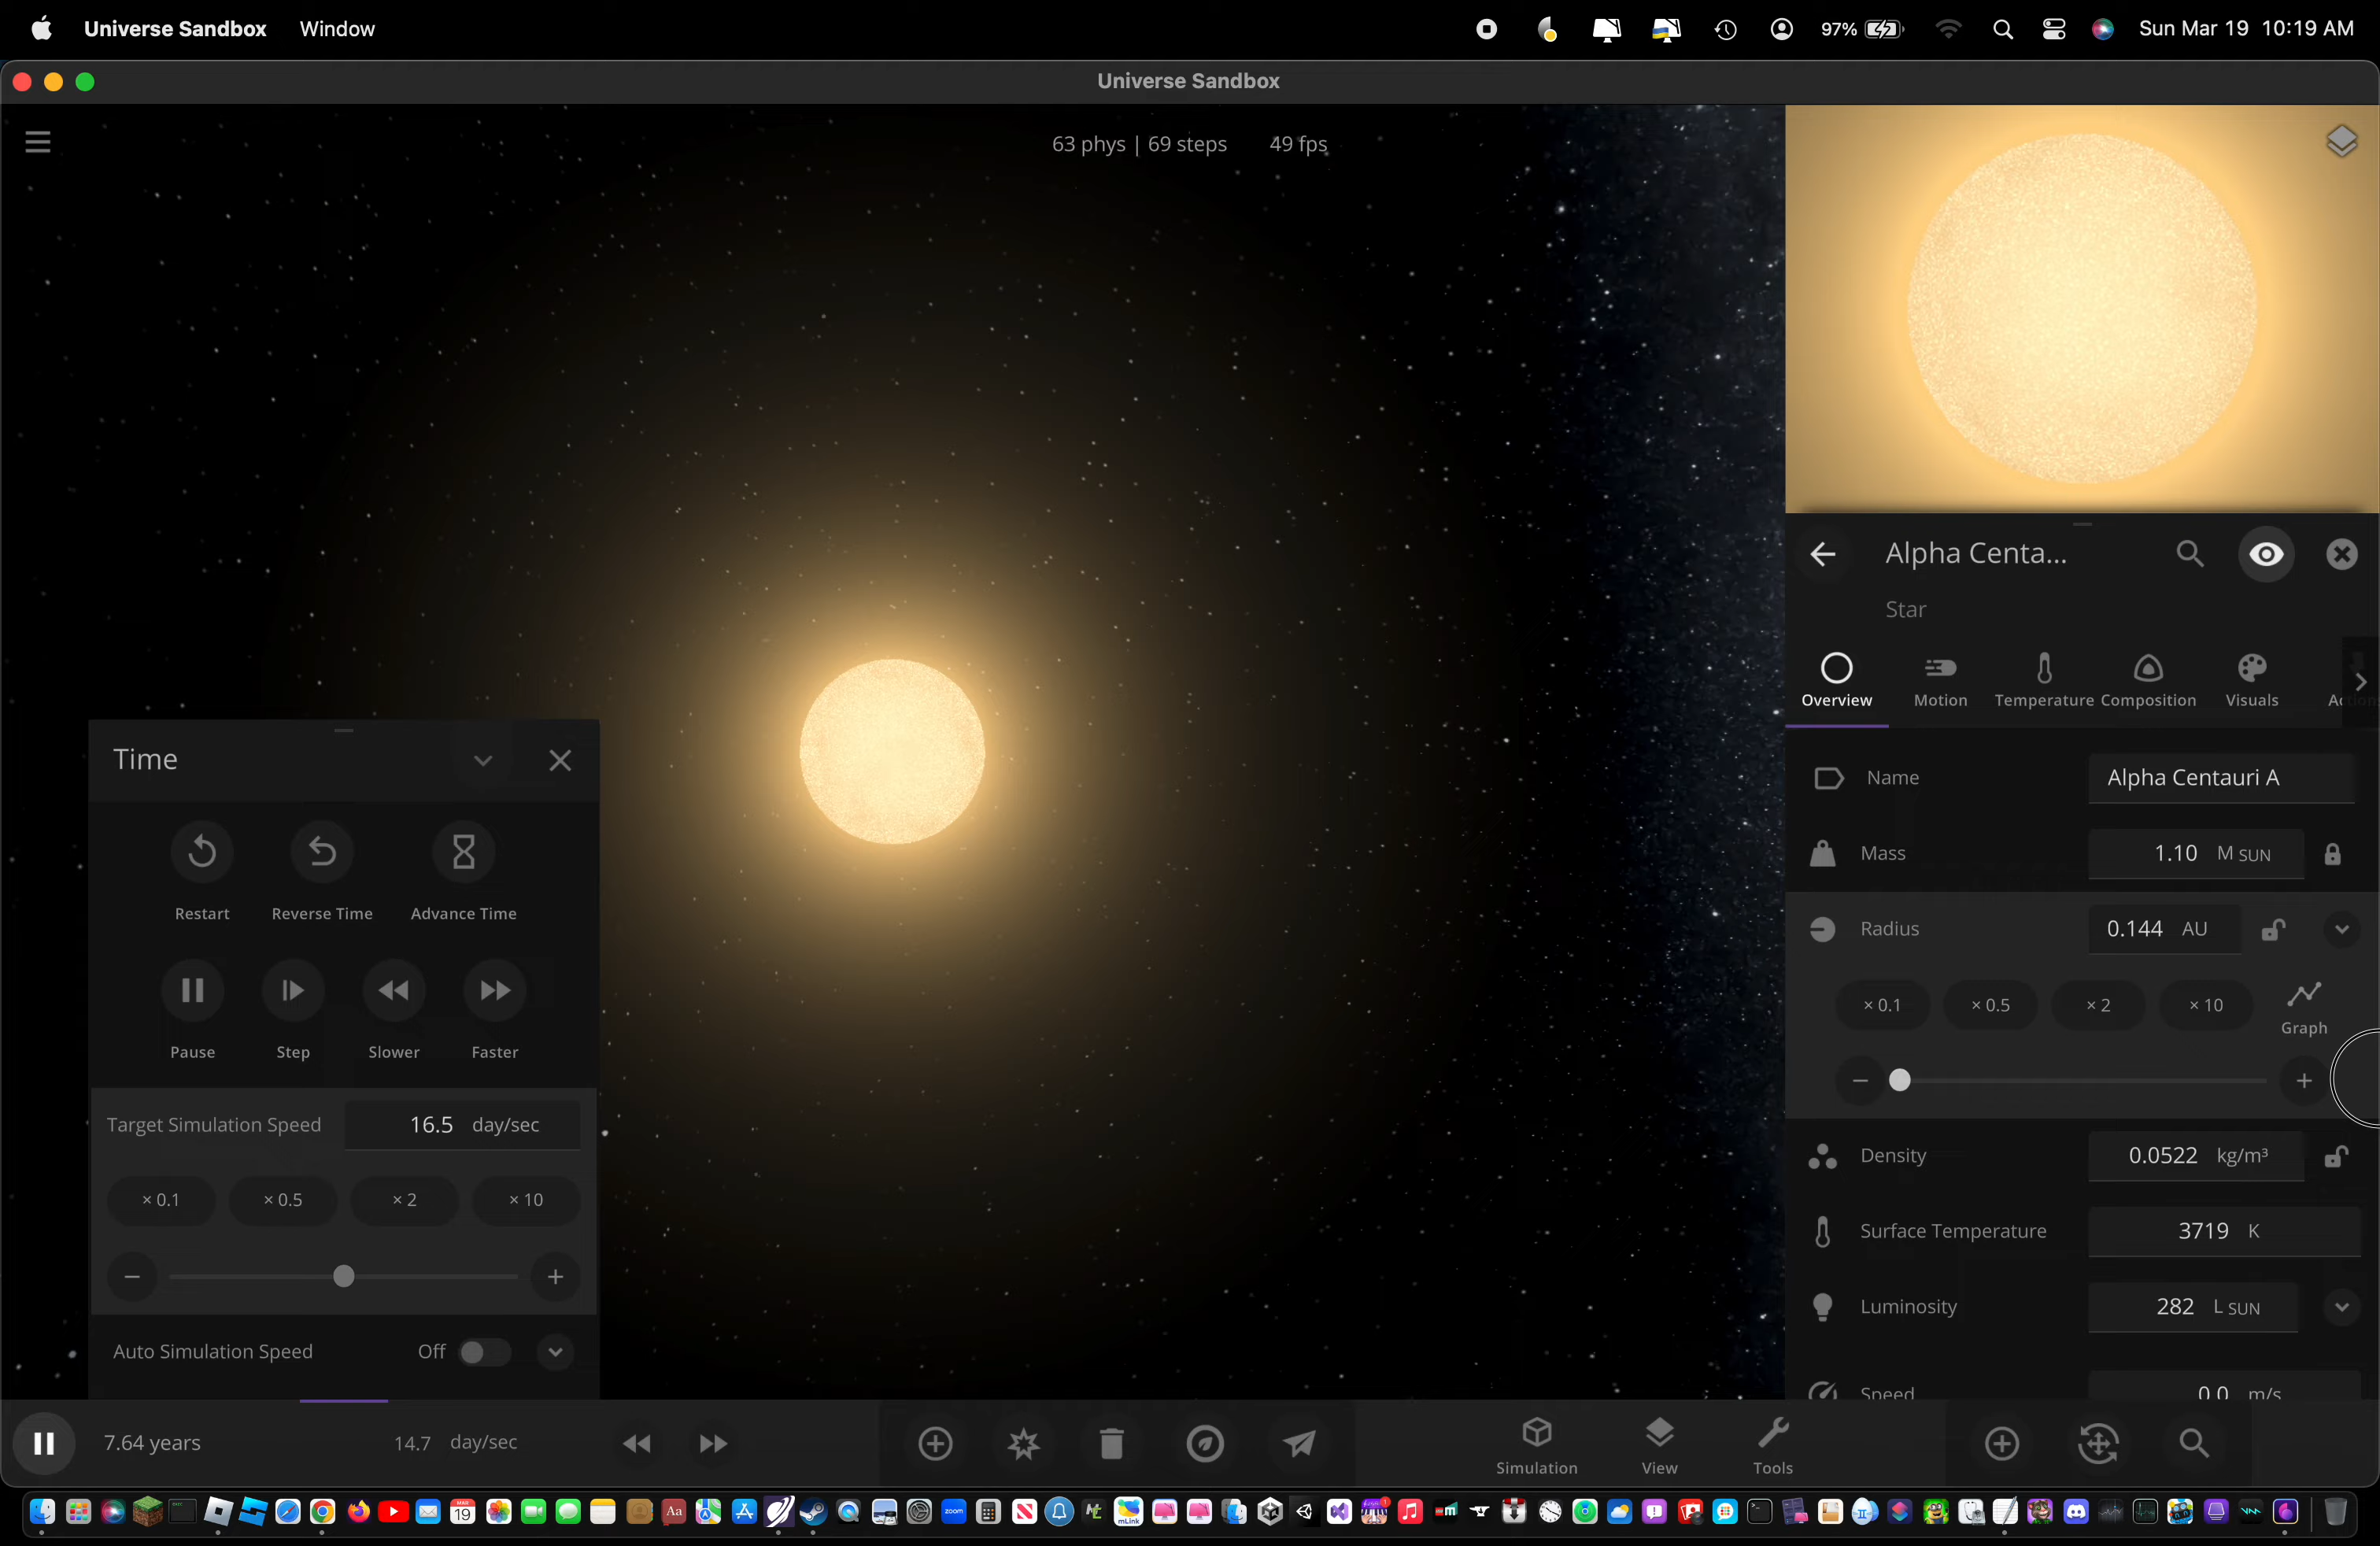 Universe Sandbox Window 97% Sun Mar 19 10:19 AM
Universe Sandbox
63 phys | 69 steps 49 fps
Alpha Centa...
Star
Overview Motion Temperature Composition Visuals
Name Alpha Centauri A
Mass 1.10 M SUN
Radius 0.144 AU
× 0.1 × 0.5 × 2 × 10 Graph
Density 0.0522 kg/m³
Surface Temperature 3719 K
Luminosity 282 L SUN
Speed 0.0 m/s
Time
Restart Reverse Time Advance Time
Pause Step Slower Faster
Target Simulation Speed 16.5 day/sec
× 0.1 × 0.5 × 2 × 10
Auto Simulation Speed Off
7.64 years 14.7 day/sec
Simulation View Tools
MAR
19
Aa
zoom
mLink